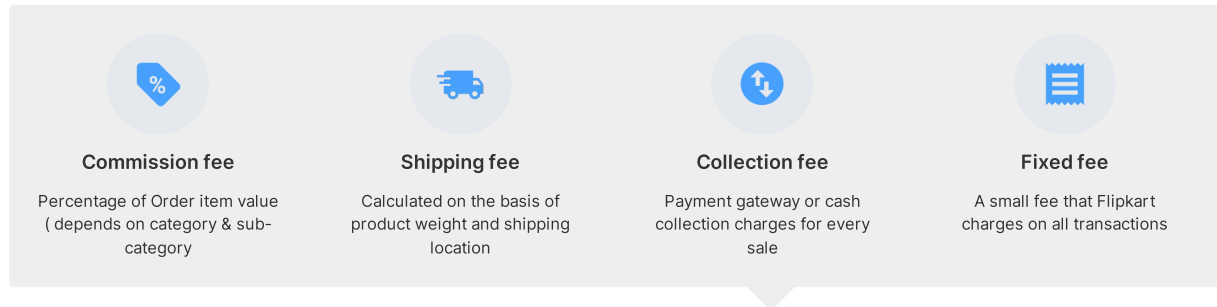 %
Commission fee
Percentage of Order item value
( depends on category & sub-
category
Shipping fee
Calculated on the basis of
product weight and shipping
location
Collection fee
Payment gateway or cash
collection charges for every
sale
Fixed fee
A small fee that Flipkart
charges on all transactions